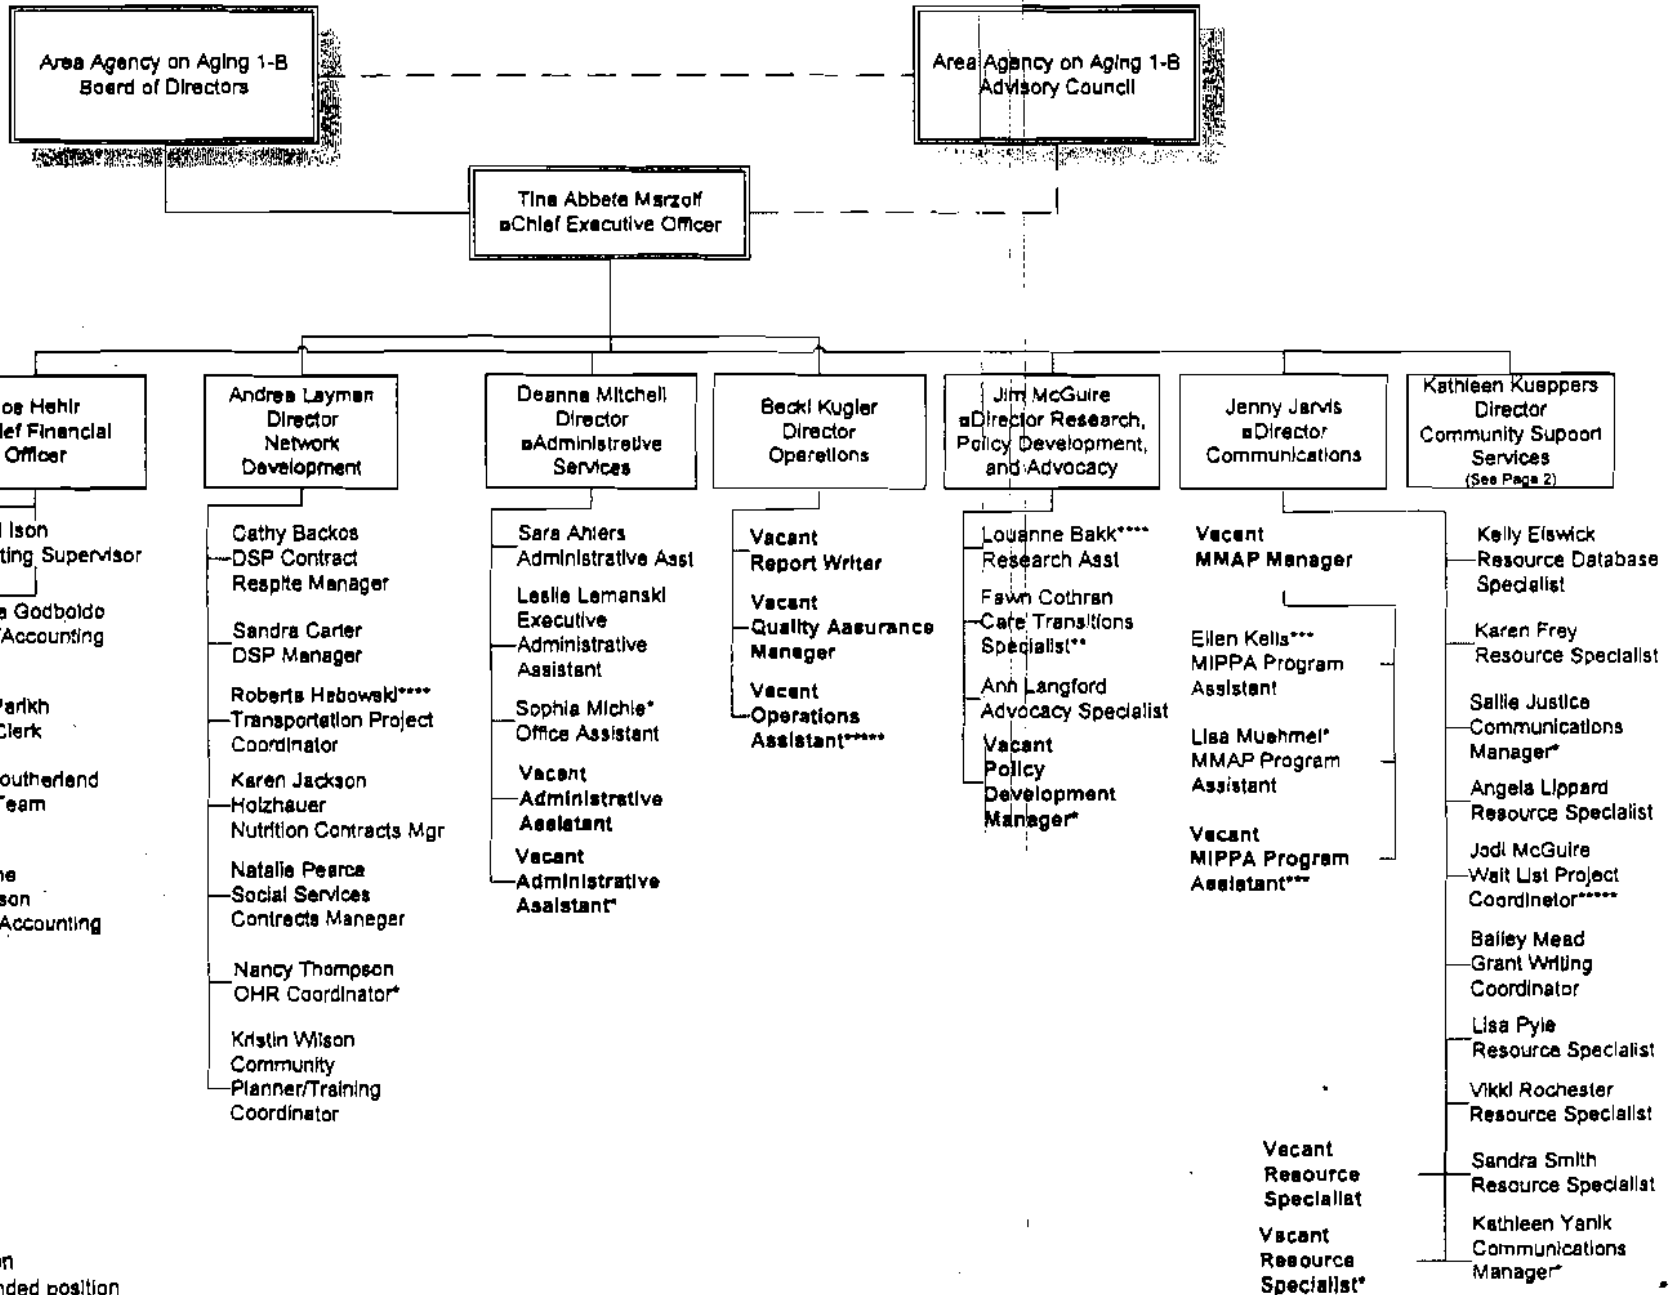 Area Agency on Aging 1-B
Board of Directors
Area Agency on Aging 1-B
Advisory Council
Tina Abbate Marzolf
¤Chief Executive Officer
Hehir
Financial
Officer
Ison
Supervisor
Godboldo
Accounting
Parikh
Clerk
Team
Accounting
Andrea Layman
Director
Network
Development
Cathy Backos
DSP Contract
Respite Manager
Sandra Carter
DSP Manager
Roberta Habowski****
Transportation Project
Coordinator
Karen Jackson
Holzhauer
Nutrition Contracts Mgr
Natalie Pearce
Social Services
Contracts Manager
Nancy Thompson
OHR Coordinator*
Kristin Wilson
Community
Planner/Training
Coordinator
Deanna Mitchell
Director
¤Administrative
Services
Sara Ahlers
Administrative Asst
Leslie Lemanski
Executive
Administrative
Assistant
Sophia Michie*
Office Assistant
Vacant
Administrative
Assistant
Vacant
Administrative
Assistant*
Becki Kugler
Director
Operations
Vacant
Report Writer
Vacant
Quality Assurance
Manager
Vacant
Operations
Assistant*****
Jim McGuire
¤Director Research,
Policy Development,
and Advocacy
Louanne Bakk****
Research Asst
Fawn Cothran
Care Transitions
Specialist**
Ann Langford
Advocacy Specialist
Vacant
Policy
Development
Manager*
Jenny Jarvis
¤Director
Communications
Vacant
MMAP Manager
Ellen Kells***
MIPPA Program
Assistant
Lisa Muehmel*
MMAP Program
Assistant
Vacant
MIPPA Program
Assistant***
Kelly Elswick
Resource Database
Specialist
Karen Frey
Resource Specialist
Sallie Justice
Communications
Manager*
Angela Lippard
Resource Specialist
Jodi McGuire
Wait List Project
Coordinator*****
Bailey Mead
Grant Writing
Coordinator
Lisa Pyle
Resource Specialist
Vikki Rochester
Resource Specialist
Sandra Smith
Resource Specialist
Kathleen Yanik
Communications
Manager*
Vacant
Resource
Specialist
Vacant
Resource
Specialist*
Kathleen Kueppers
Director
Community Support
Services
(See Page 2)
position